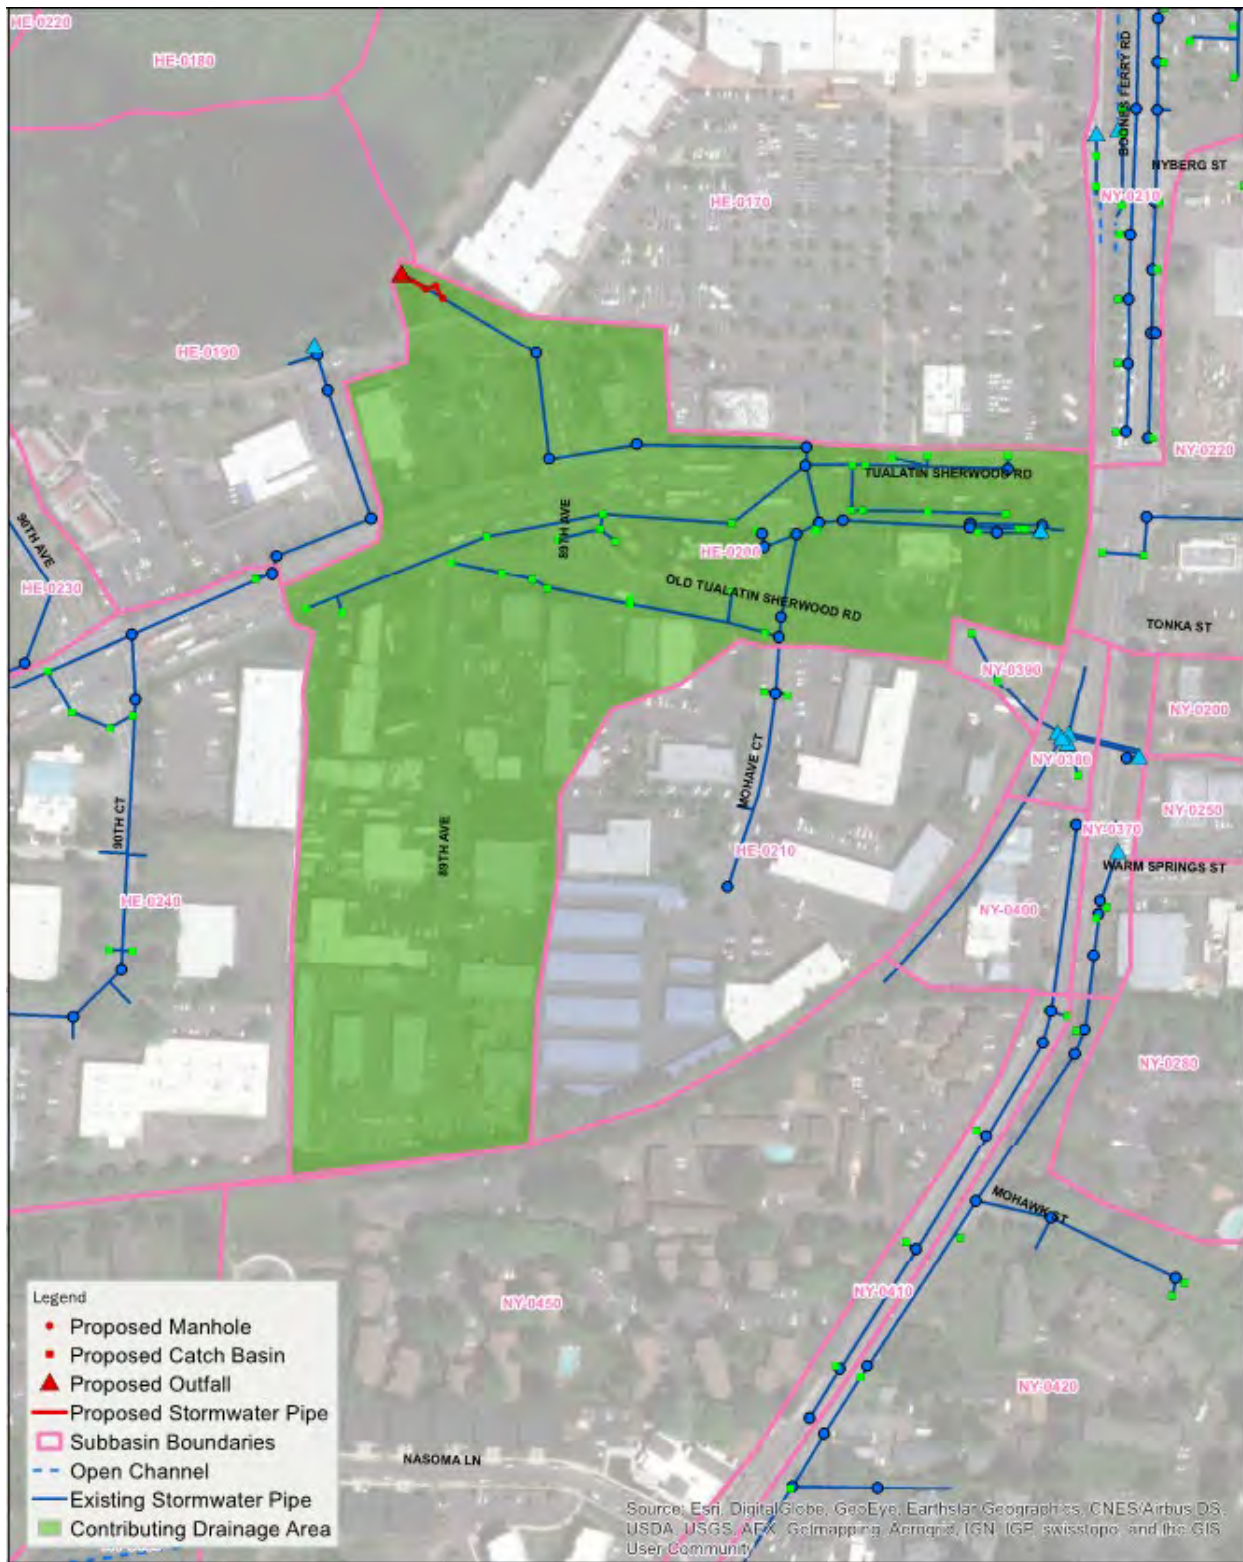 HE-0220
HE-0180
BOONES FERRY RD
NYBERG ST
HE-0170
NY-0210
HE-0190
NY-0220
TUALATIN SHERWOOD RD
89TH AVE
90TH AVE
HE-0200
HE-0230
OLD TUALATIN SHERWOOD RD
TONKA ST
NY-0390
NY-0200
NY-0380
MOHAVE CT
NY-0250
90TH CT
89TH AVE
NY-0370
HE-0210
WARM SPRINGS ST
HE-0240
NY-0400
NY-0280
MOHAWK ST
NY-0450
NY-0410
NY-0420
NASOMA LN
Legend
Proposed Manhole
Proposed Catch Basin
Proposed Outfall
Proposed Stormwater Pipe
Subbasin Boundaries
Open Channel
Existing Stormwater Pipe
Contributing Drainage Area
Source: Esri, DigitalGlobe, GeoEye, Earthstar Geographics, CNES/Airbus DS,
USDA, USGS, AEX, Getmapping, Aerogrid, IGN, IGP, swisstopo, and the GIS
User Community